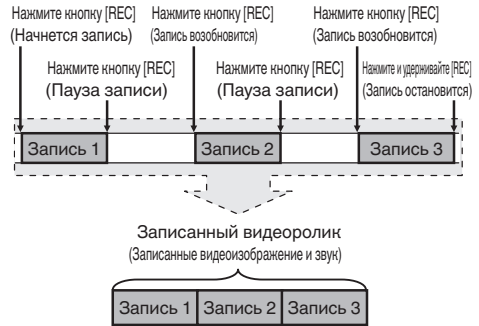 Нажмите кнопку [REC]
(Начнется запись)
Нажмите кнопку [REC]
(Запись возобновится)
Нажмите кнопку [REC]
(Запись возобновится)
Нажмите кнопку [REC]
(Пауза записи)
Нажмите кнопку [REC]
(Пауза записи)
Нажмите и удерживайте [REC]
(Запись остановится)
Запись 1
Запись 2
Запись 3
Записанный видеоролик
(Записанные видеоизображение и звук)
Запись 1 Запись 2 Запись 3